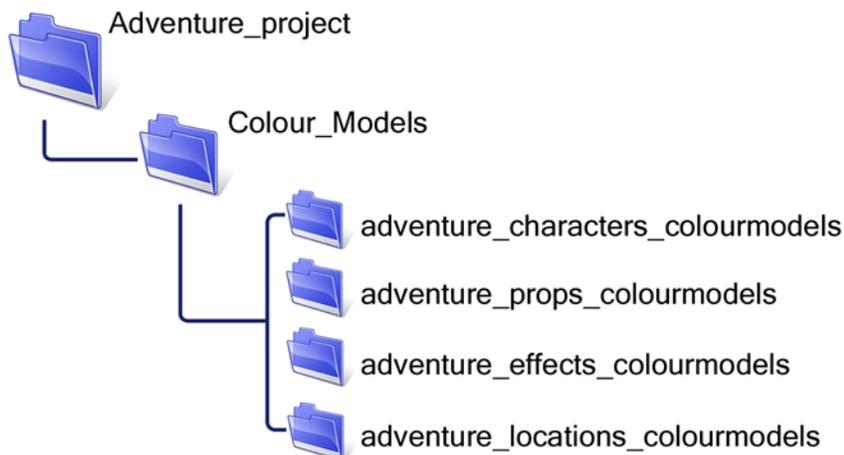 Adventure_project
Colour_Models
adventure_characters_colourmodels
adventure_props_colourmodels
adventure_effects_colourmodels
adventure_locations_colourmodels